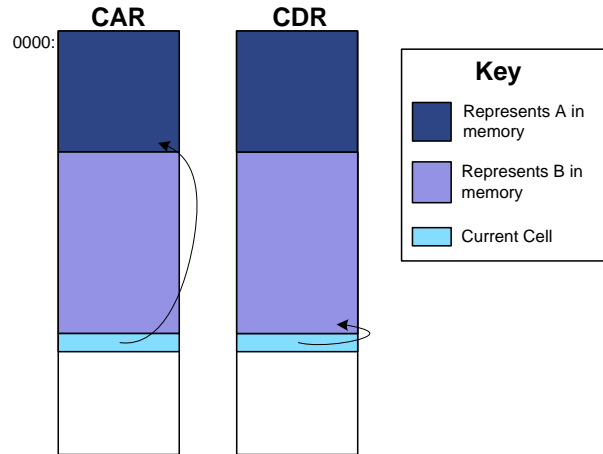 CAR
CDR
0000:
Key
Represents A in
memory
Represents B in
memory
Current Cell